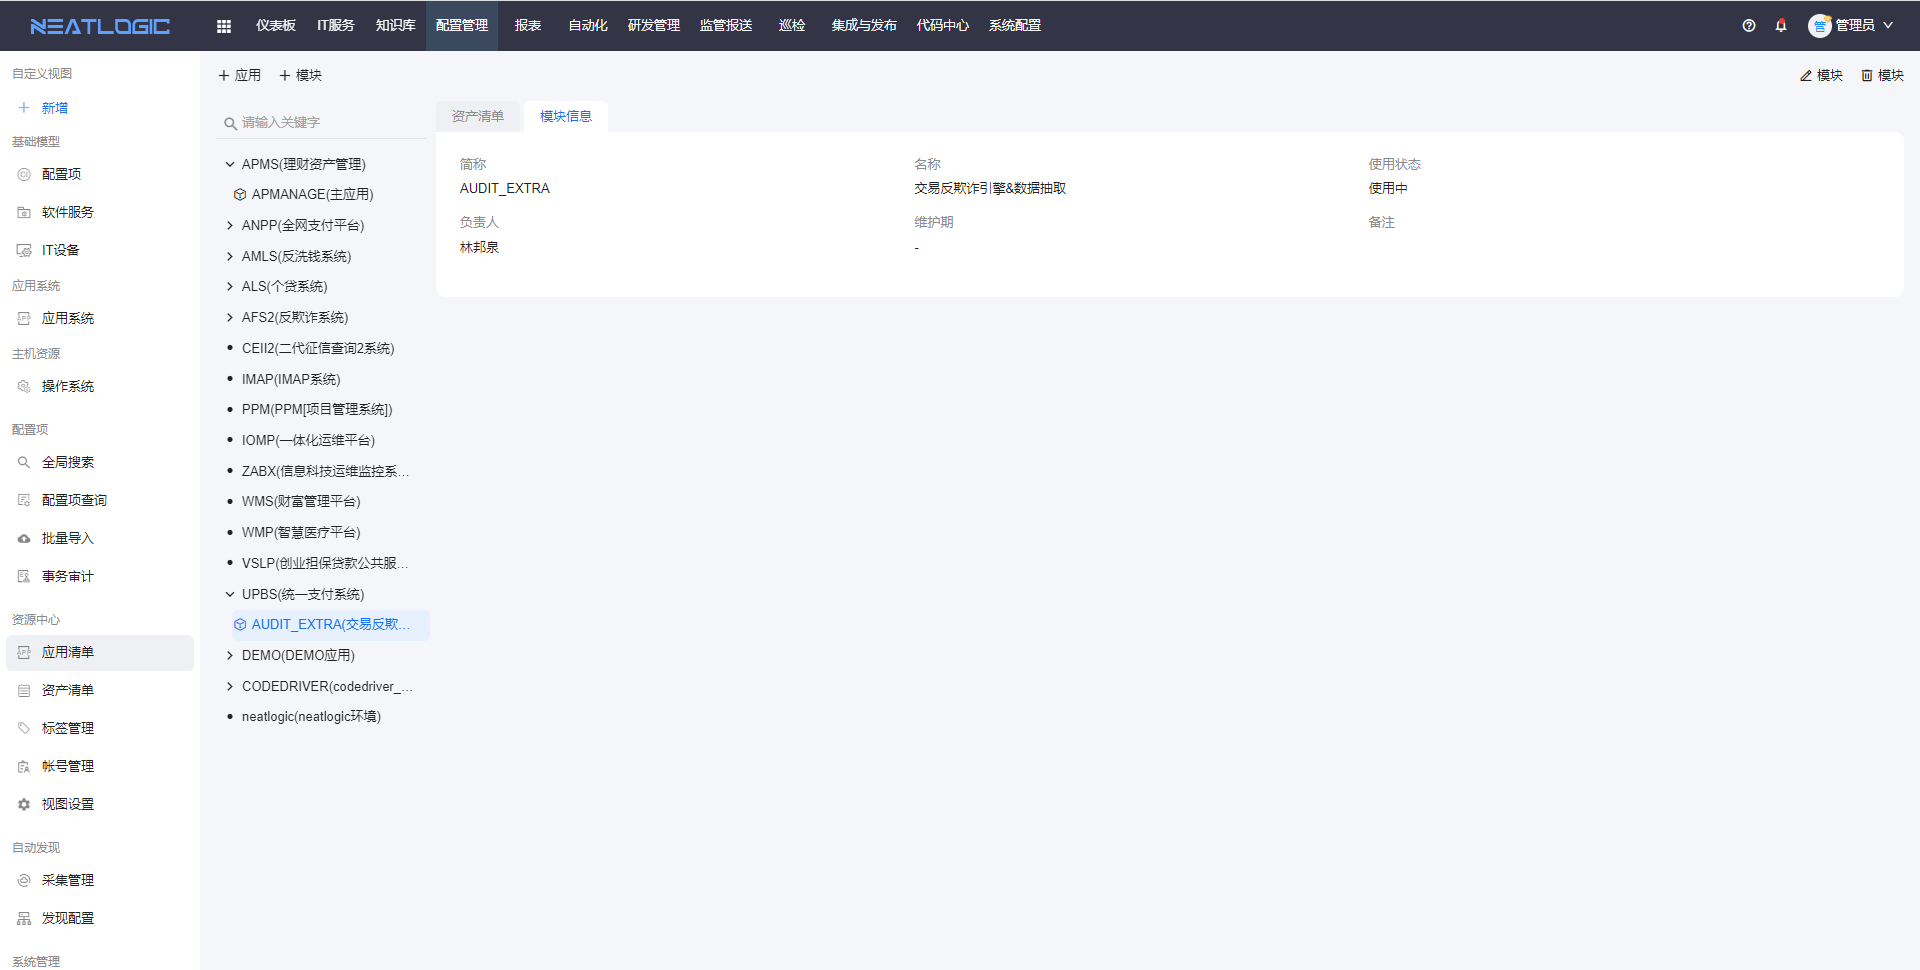 NEATLOGIC
仪表板 IT服务 知识库 配置管理 报表 自动化 研发管理 监管报送 巡检 集成与发布 代码中心 系统配置
管 管理员
自定义视图
新增
基础模型
CI 配置项
软件服务
IT设备
应用系统
APP 应用系统
主机资源
操作系统
配置项
全局搜索
配置项查询
批量导入
事务审计
资源中心
APP 应用清单
资产清单
标签管理
帐号管理
视图设置
自动发现
采集管理
发现配置
系统管理
应用 模块
模块 模块
请输入关键字
APMS(理财资产管理)
APMANAGE(主应用)
ANPP(全网支付平台)
AMLS(反洗钱系统)
ALS(个贷系统)
AFS2(反欺诈系统)
CEII2(二代征信查询2系统)
IMAP(IMAP系统)
PPM(PPM[项目管理系统])
IOMP(一体化运维平台)
ZABX(信息科技运维监控系...
WMS(财富管理平台)
WMP(智慧医疗平台)
VSLP(创业担保贷款公共服...
UPBS(统一支付系统)
AUDIT_EXTRA(交易反欺...
DEMO(DEMO应用)
CODEDRIVER(codedriver_...
neatlogic(neatlogic环境)
资产清单 模块信息
简称 名称 使用状态
AUDIT_EXTRA 交易反欺诈引擎&数据抽取 使用中
负责人 维护期 备注
林邦泉 -